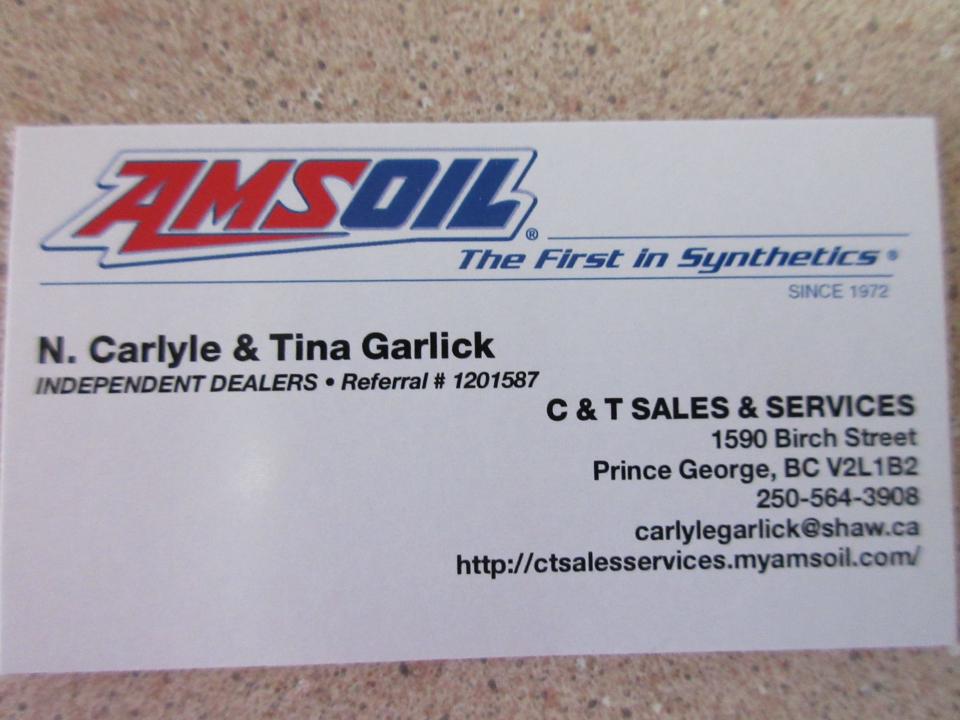 AMSOIL®
The First in Synthetics®
SINCE 1972
N. Carlyle & Tina Garlick
INDEPENDENT DEALERS • Referral # 1201587
C & T SALES & SERVICES
1590 Birch Street
Prince George, BC V2L1B2
250-564-3908
carlylegarlick@shaw.ca
http://ctsalesservices.myamsoil.com/